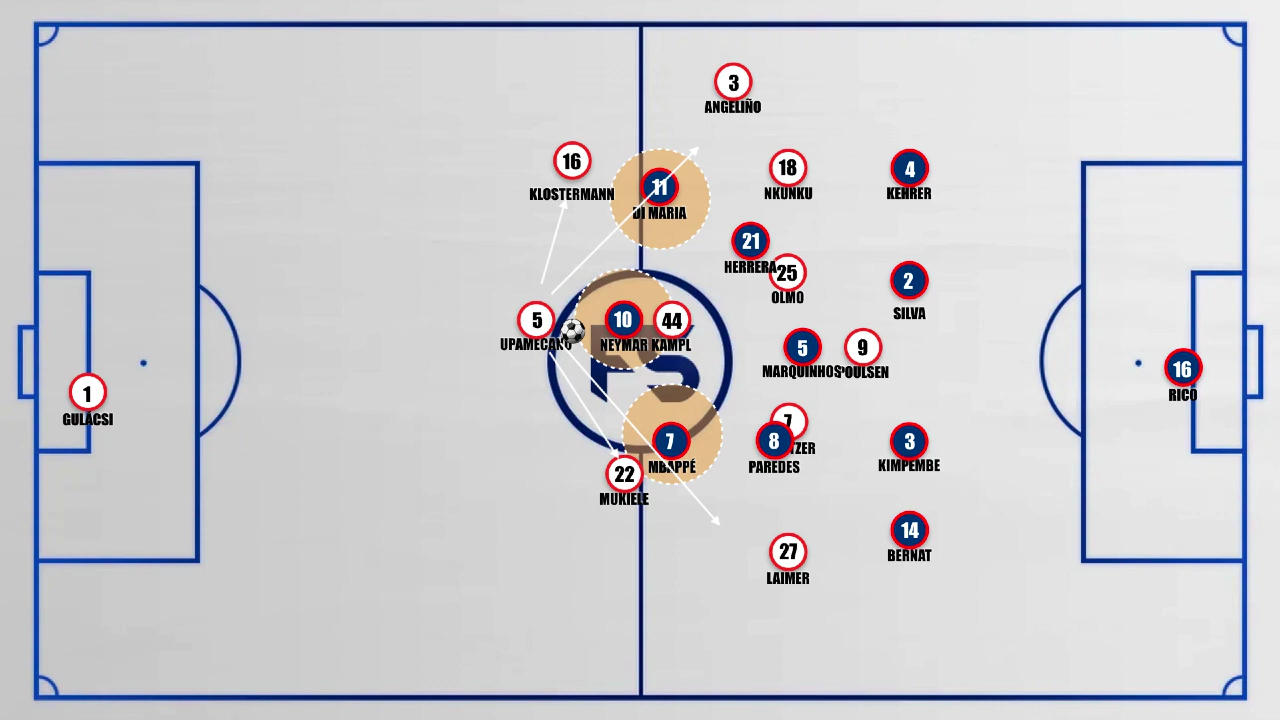 3
ANGELIÑO
16
KLOSTERMANN
11
DI MARIA
18
NKUNKU
4
KEHRER
21
HERRERA
25
OLMO
2
SILVA
5
UPAMECANO
10
NEYMAR
44
KAMPL
5
MARQUINHOS
9
POULSEN
1
GULÁCSI
16
RICO
7
MBAPPÉ
7
TZER
8
PAREDES
3
KIMPEMBE
22
MUKIELE
14
BERNAT
27
LAIMER